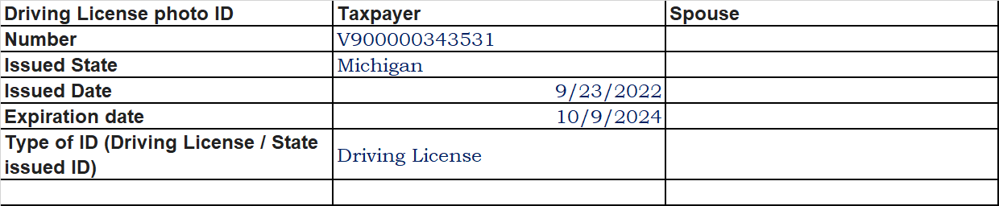 Driving License photo ID Taxpayer Spouse
Number V900000343531
Issued State Michigan
Issued Date 9/23/2022
Expiration date 10/9/2024
Type of ID (Driving License / State
issued ID) Driving License